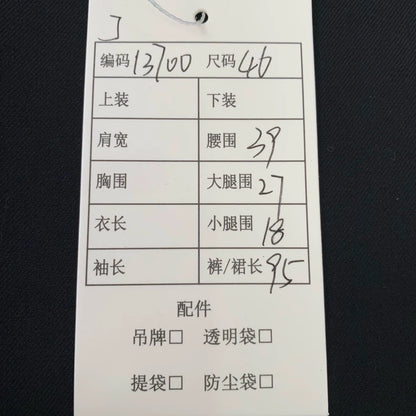 编码 13700 尺码 46
上装 下装
肩宽 腰围 39
胸围 大腿围 27
衣长 小腿围 18
袖长 裤/裙长 95
配件
吊牌□ 透明袋□
提袋□ 防尘袋□